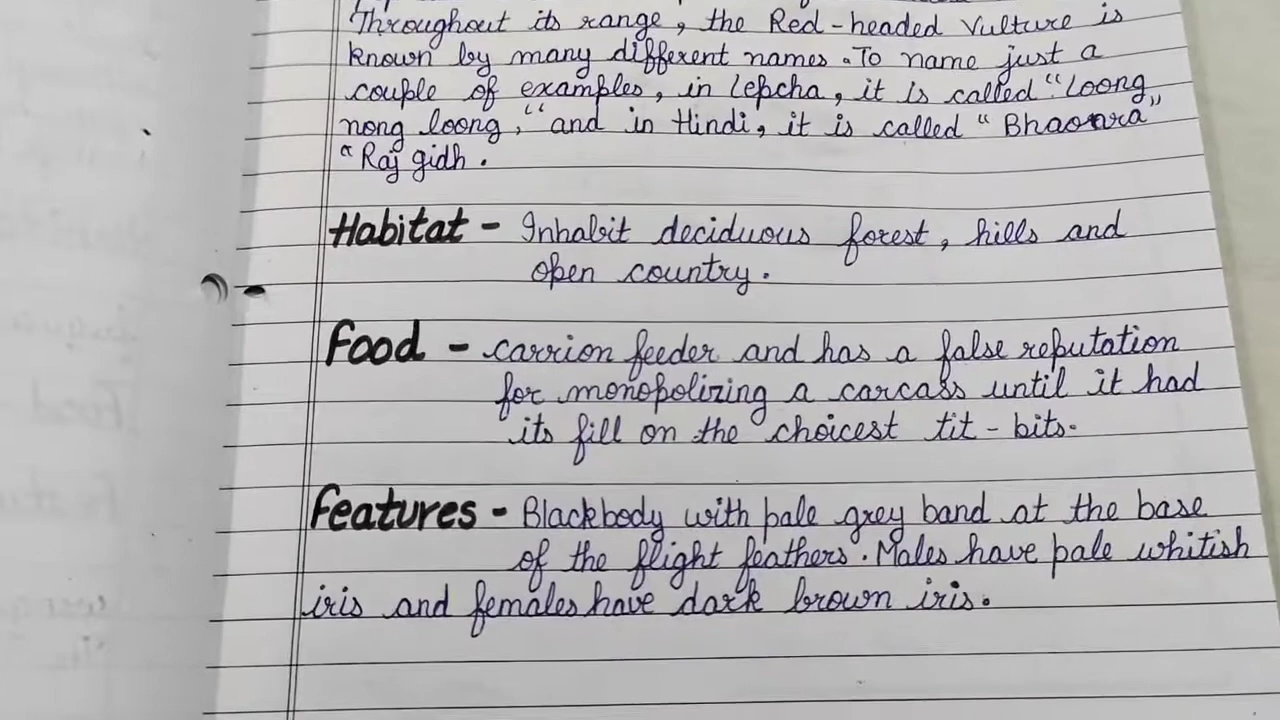 Throughout its range, the Red-headed Vulture is
known by many different names. To name just a
couple of examples, in Lepcha, it is called "Loong
nong loong," and in Hindi, it is called "Bhaonra"
"Raj gidh.
Habitat - Inhabit deciduous forest, hills and
open country.
Food - carrion feeder and has a false reputation
for monopolizing a carcass until it had
its fill on the choicest tit-bits.
Features - Blackbody with pale grey band at the base
of the flight feathers. Males have pale whitish
iris and females have dark brown iris.